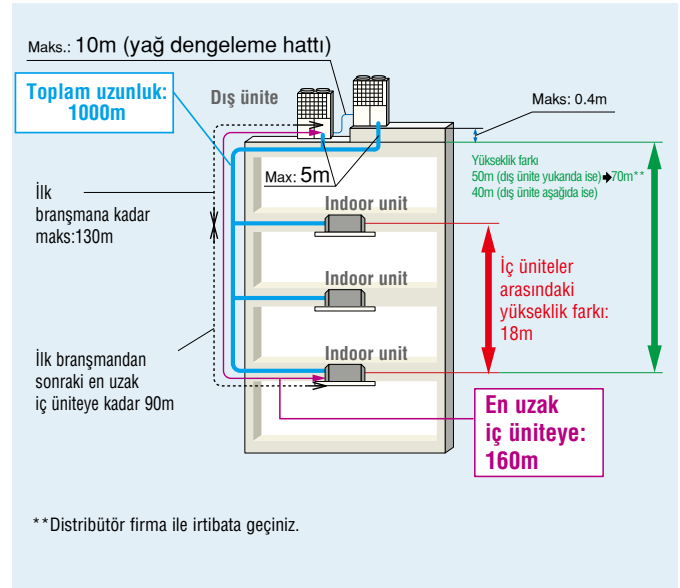 Maks.: 10m (yağ dengeleme hattı)
Toplam uzunluk:
1000m
Dış ünite
Maks: 0.4m
Max: 5m
Yükseklik farkı
50m (dış ünite yukarıda ise)➡70m**
40m (dış ünite aşağıda ise)
İlk
branşmana kadar
maks:130m
Indoor unit
Indoor unit
Indoor unit
İç üniteler
arasındaki
yükseklik farkı:
18m
İlk branşmandan
sonraki en uzak
iç üniteye kadar 90m
En uzak
iç üniteye:
160m
**Distribütör firma ile irtibata geçiniz.